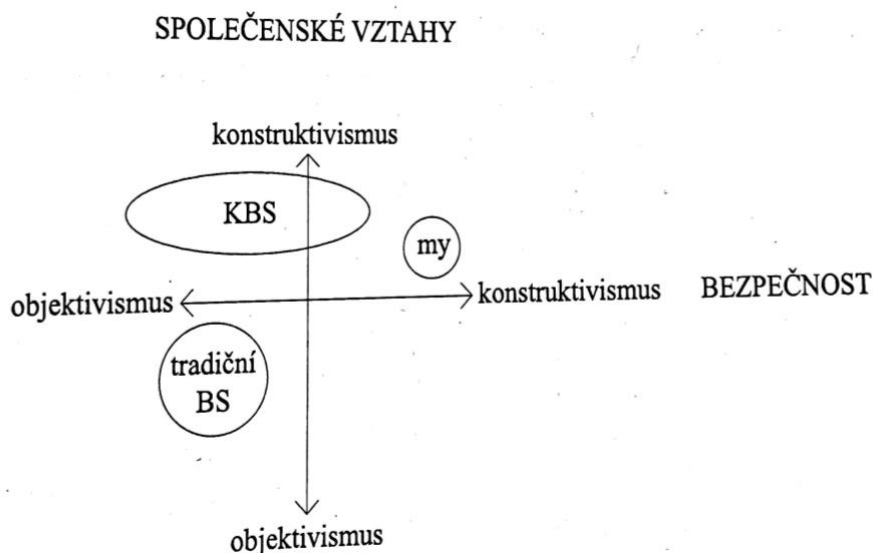 SPOLEČENSKÉ VZTAHY
konstruktivismus
KBS
my
objektivismus
konstruktivismus
BEZPEČNOST
tradiční
BS
objektivismus